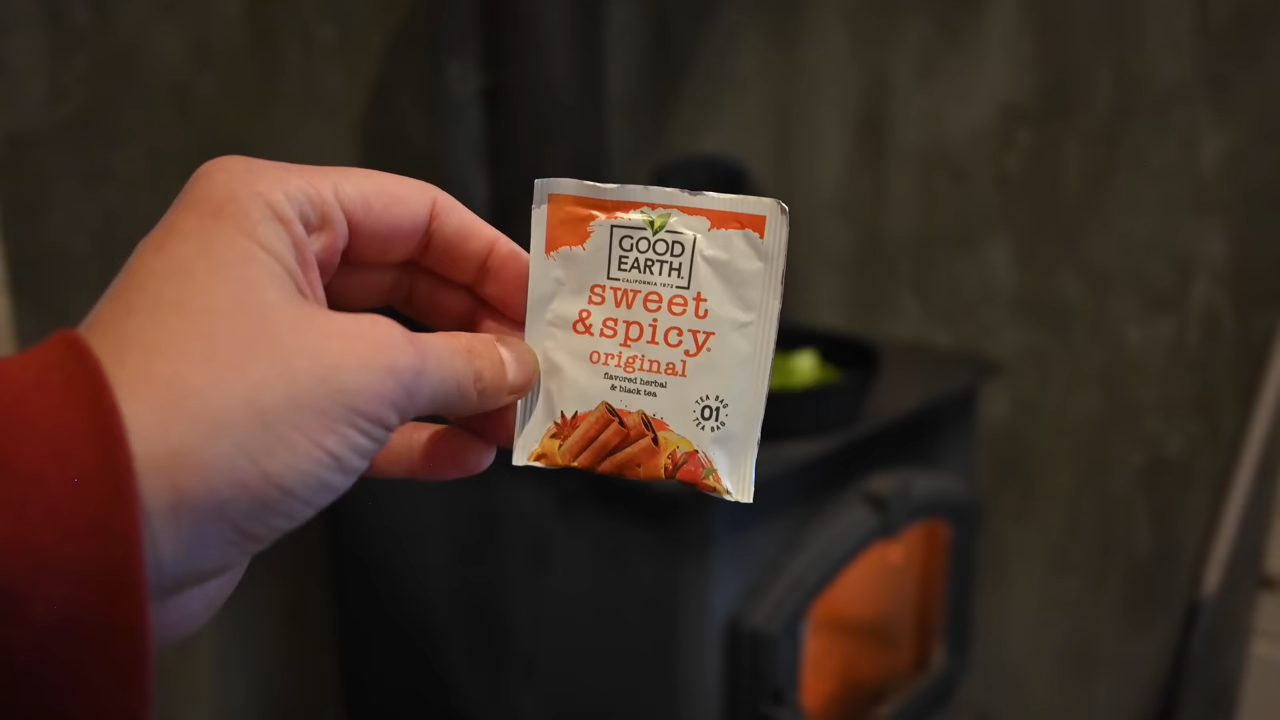 GOOD
EARTH.
CALIFORNIA 1972
sweet
&spicy.
original
flavored herbal
& black tea
TEA BAG
01
TEA BAG